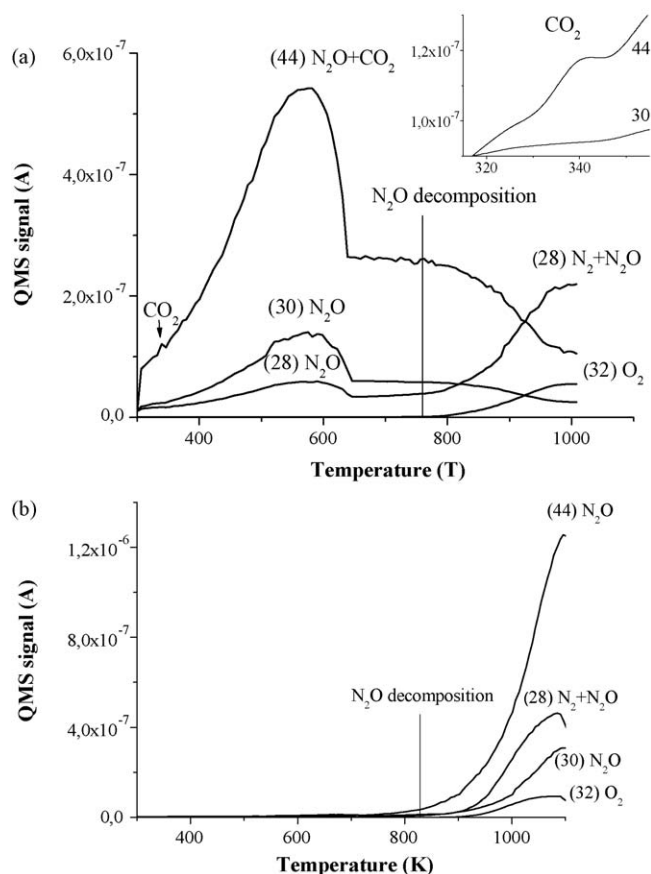 (a)
6,0x10⁻⁷
4,0x10⁻⁷
2,0x10⁻⁷
0,0
QMS signal (A)
(44) N₂O+CO₂
CO₂
(30) N₂O
(28) N₂O
N₂O decomposition
(28) N₂+N₂O
(32) O₂
400
600
800
1000
Temperature (T)
CO₂
1,2x10⁻⁷
1,0x10⁻⁷
44
30
320
340
(b)
1,2x10⁻⁶
8,0x10⁻⁷
4,0x10⁻⁷
0,0
QMS signal (A)
(44) N₂O
N₂O decomposition
(28) N₂+N₂O
(30) N₂O
(32) O₂
400
600
800
1000
Temperature (K)